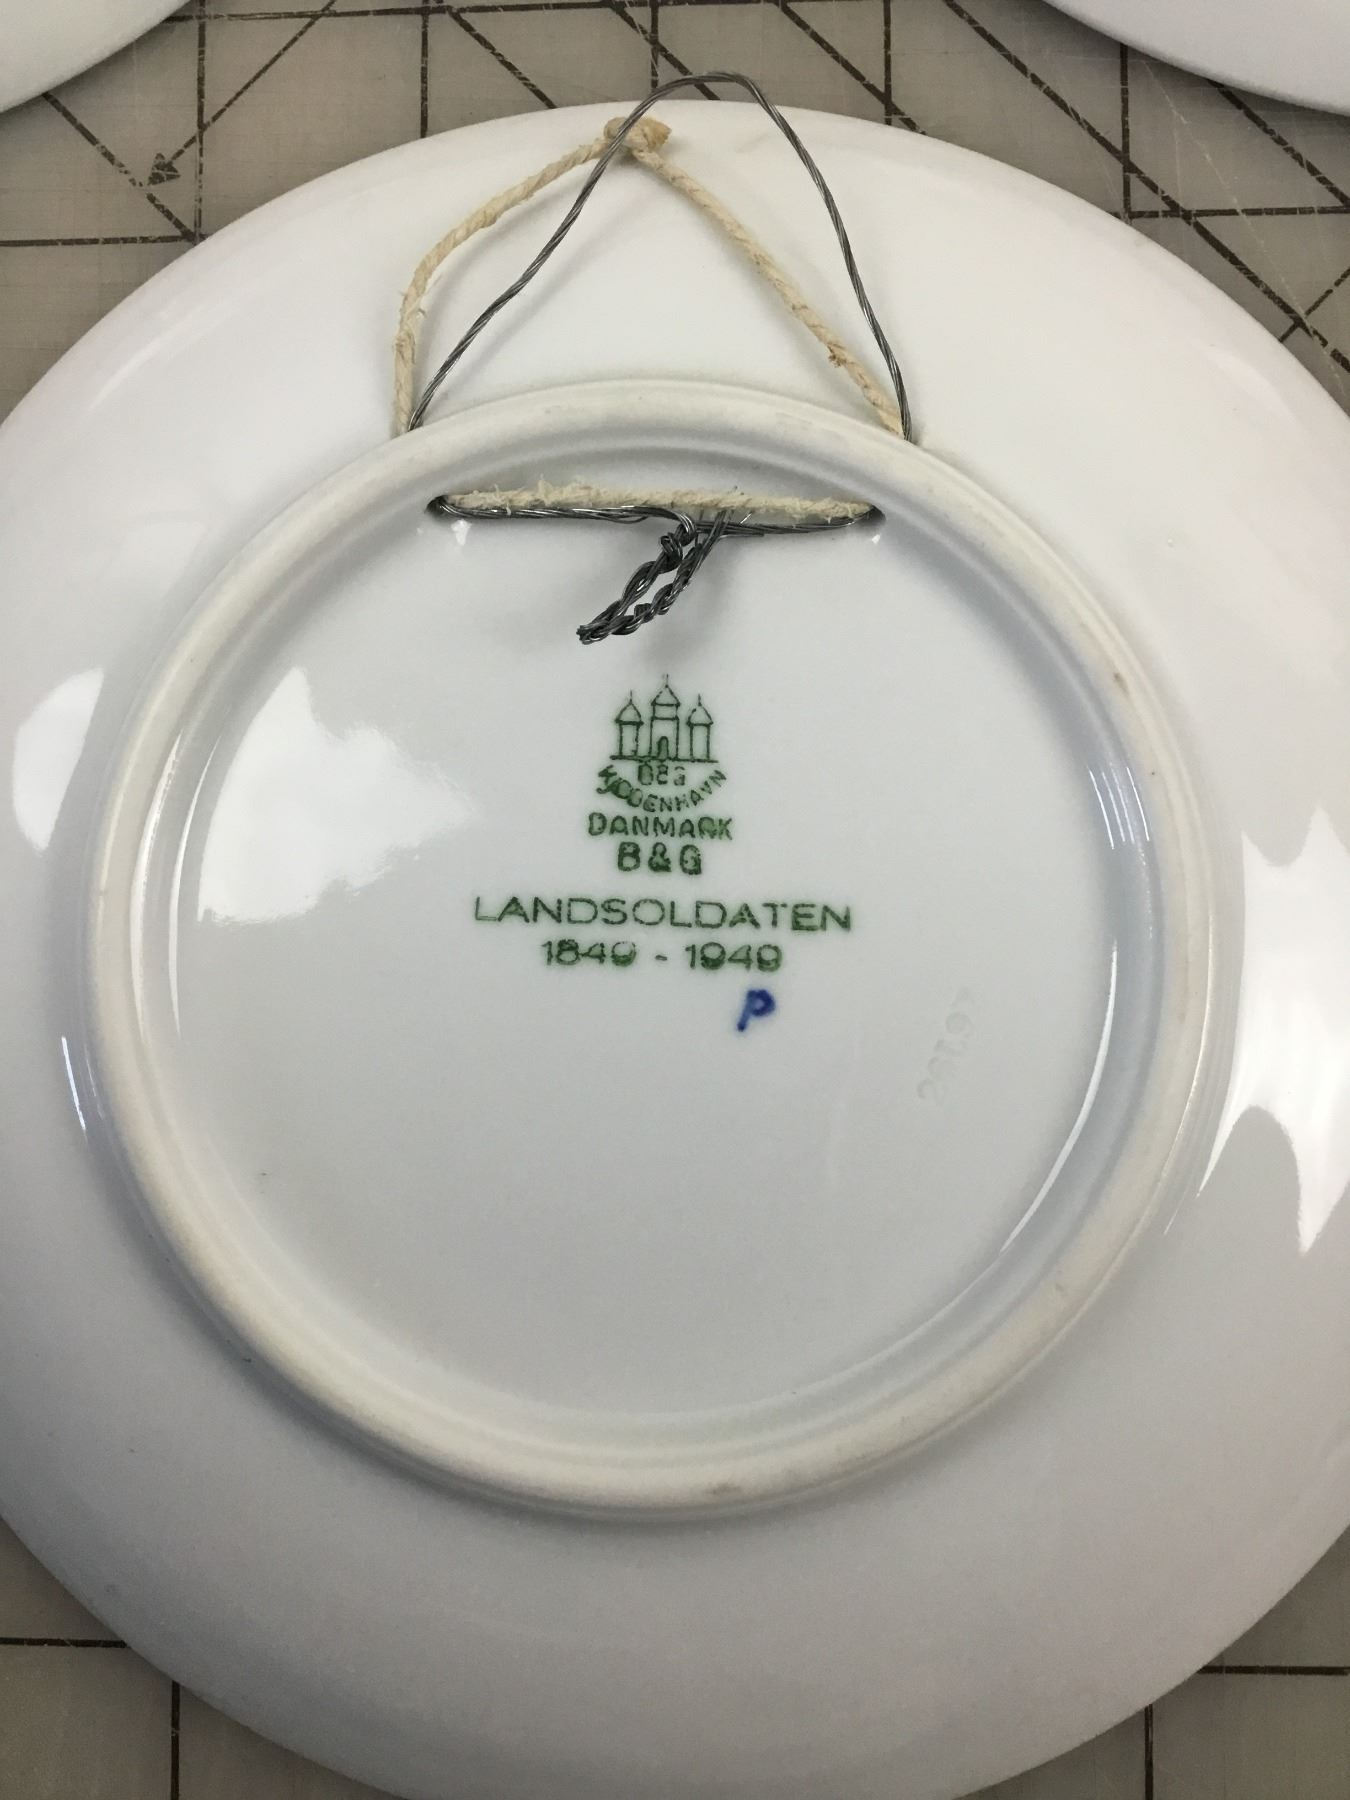 B&G
KJØBENHAVN
DANMARK
B&G
LANDSOLDATEN
1849 - 1949
P